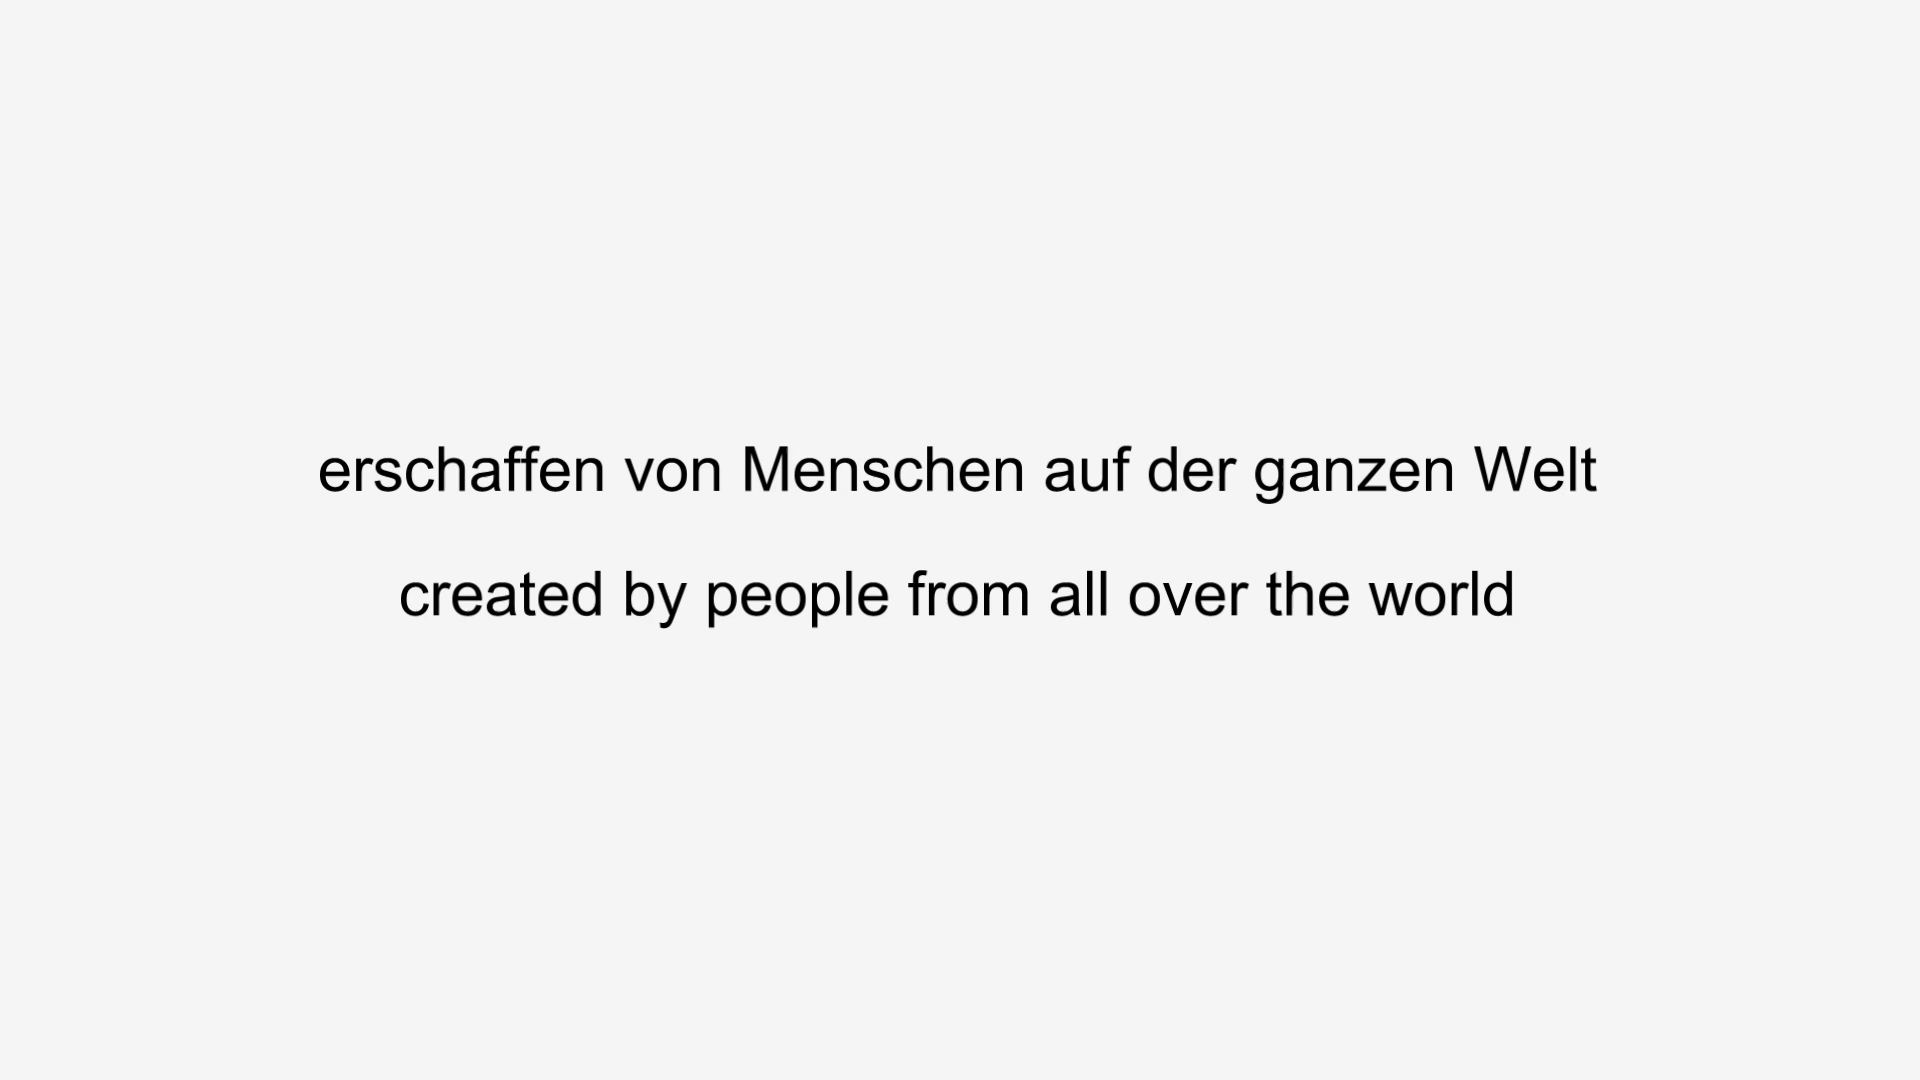 erschaffen von Menschen auf der ganzen Welt
created by people from all over the world